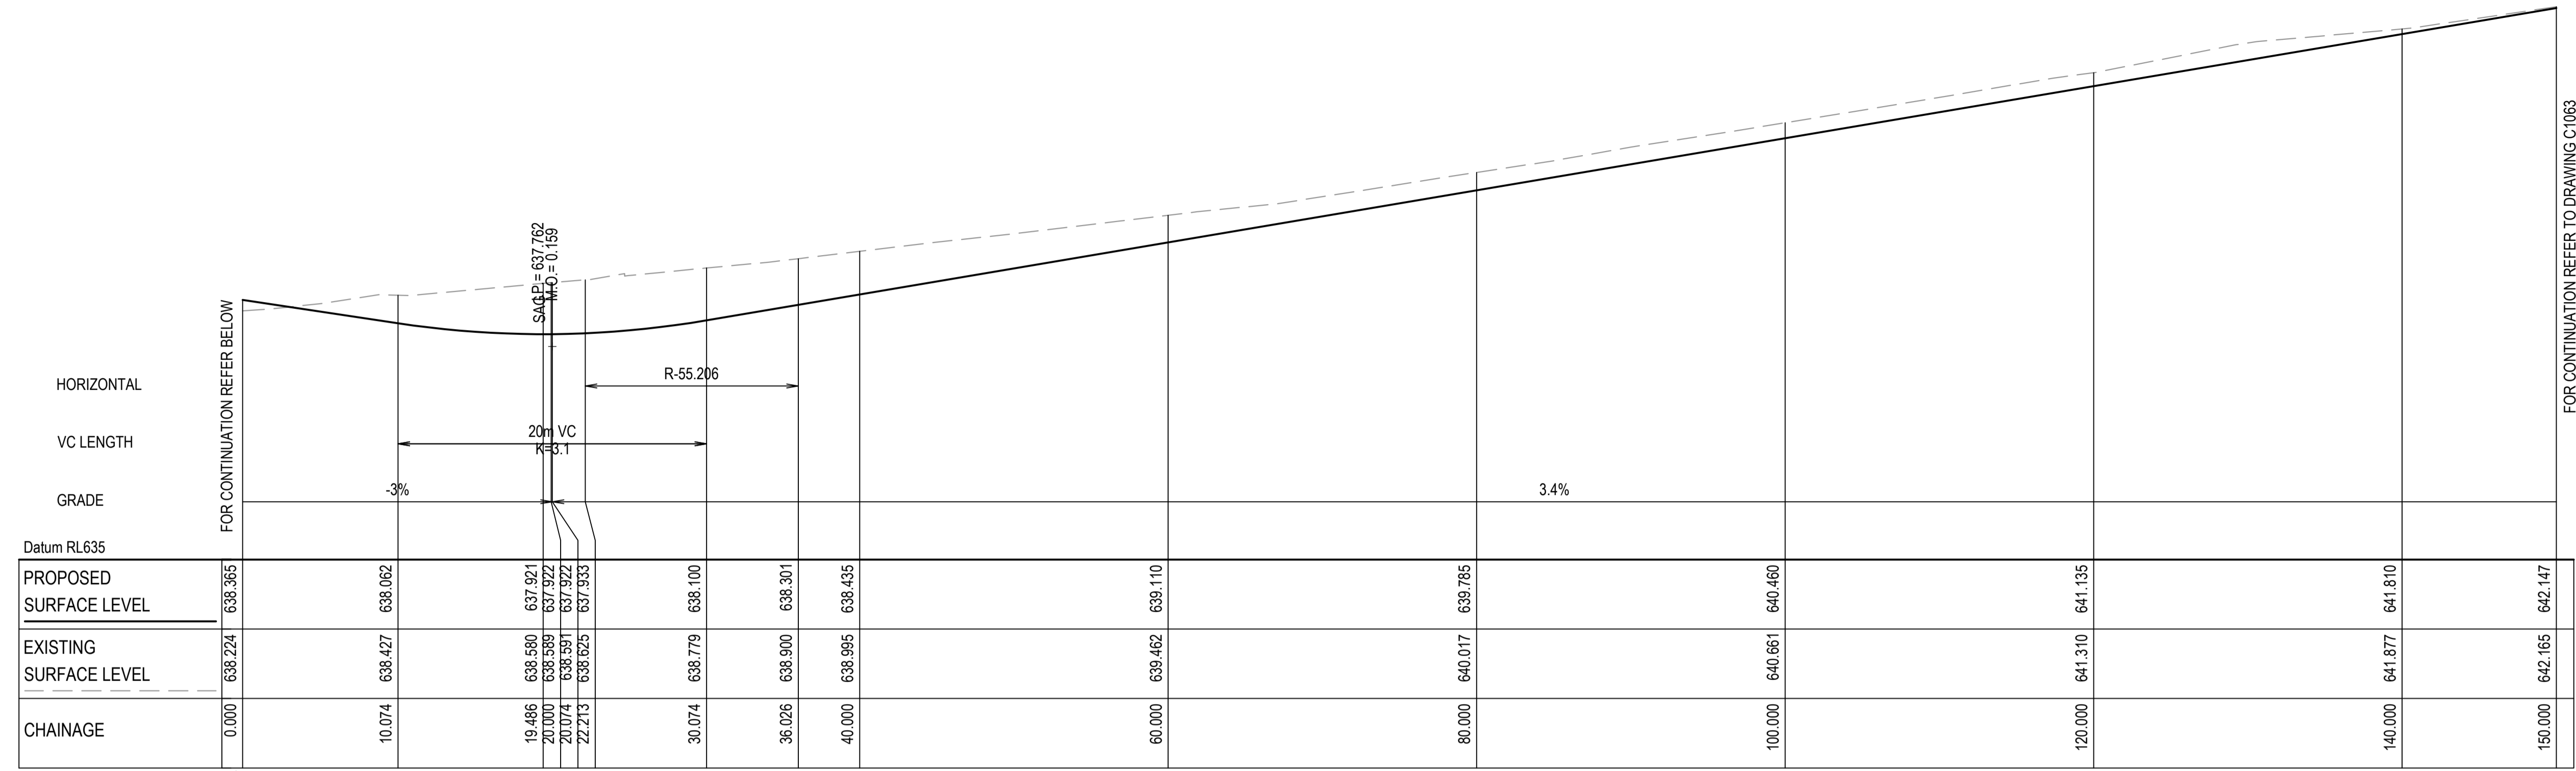 SAG.P.= 637.762
M.O.= 0.159
FOR CONTINUATION REFER BELOW
FOR CONTINUATION REFER TO DRAWING C1063
HORIZONTAL
R-55.206
VC LENGTH
20m VC
K=3.1
GRADE
-3%
3.4%
Datum RL635
PROPOSED
SURFACE LEVEL
638.365 638.062 637.921 637.922 637.922 637.933 638.100 638.301 638.435 639.110 639.785 640.460 641.135 641.810 642.147
EXISTING
SURFACE LEVEL
638.224 638.427 638.580 638.589 638.591 638.625 638.779 638.900 638.995 639.462 640.017 640.661 641.310 641.877 642.165
CHAINAGE
0.000 10.074 19.486 20.000 20.074 22.213 30.074 36.026 40.000 60.000 80.000 100.000 120.000 140.000 150.000